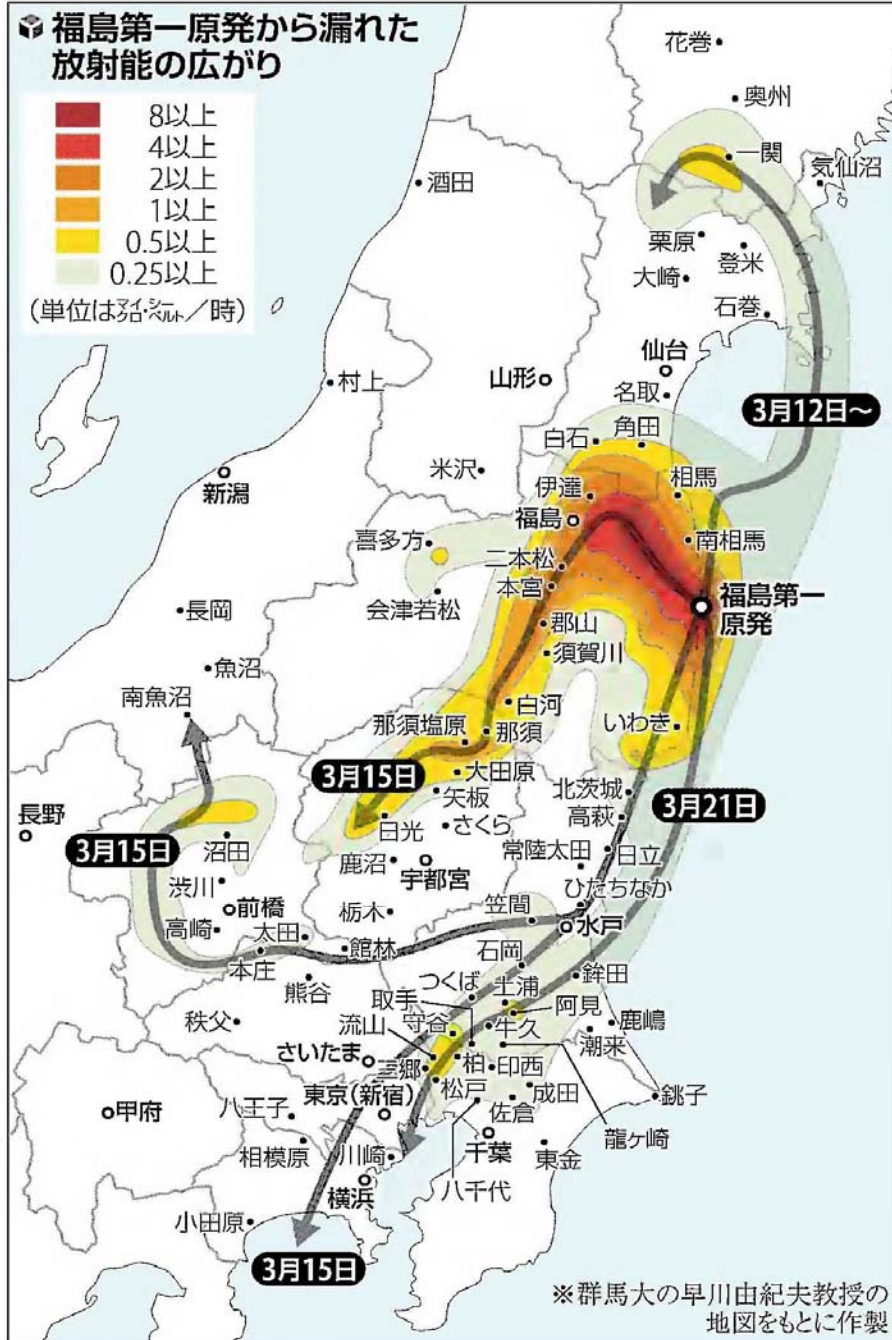 福島第一原発から漏れた
放射能の広がり
8以上
4以上
2以上
1以上
0.5以上
0.25以上
(単位はマイクロ・シーベルト/時)
花巻
奥州
一関
気仙沼
酒田
栗原
登米
大崎
石巻
仙台
山形
名取
村上
3月12日〜
白石
角田
米沢
新潟
伊達
相馬
福島
喜多方
南相馬
二本松
本宮
会津若松
福島第一
原発
長岡
郡山
須賀川
魚沼
南魚沼
白河
いわき
那須塩原
那須
3月15日
大田原
北茨城
3月21日
矢板
高萩
長野
日光
さくら
3月15日
沼田
鹿沼
宇都宮
常陸太田
日立
渋川
ひたちなか
前橋
栃木
笠間
水戸
高崎
太田
館林
石岡
本庄
熊谷
つくば
土浦
鉾田
取手
阿見
秩父
流山
守谷
牛久
鹿嶋
潮来
さいたま
三郷
柏
印西
東京(新宿)
松戸
成田
銚子
甲府
八王子
佐倉
龍ヶ崎
相模原
川崎
千葉
東金
横浜
八千代
小田原
3月15日
※群馬大の早川由紀夫教授の
地図をもとに作製